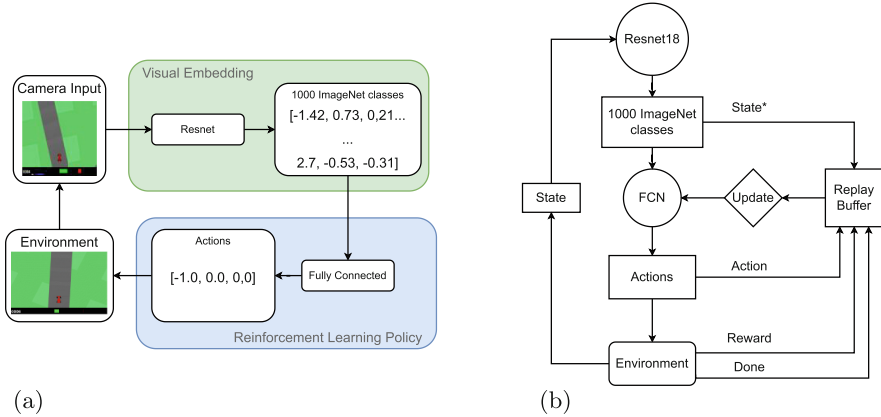 Visual Embedding
Camera Input
1000 ImageNet classes
[-1.42, 0.73, 0,21...
...
2.7, -0.53, -0.31]
Resnet
Environment
Actions
[-1.0, 0.0, 0,0]
Fully Connected
Reinforcement Learning Policy
(a)
Resnet18
1000 ImageNet
classes
State*
State
FCN
Update
Replay
Buffer
Actions
Action
Environment
Reward
Done
(b)